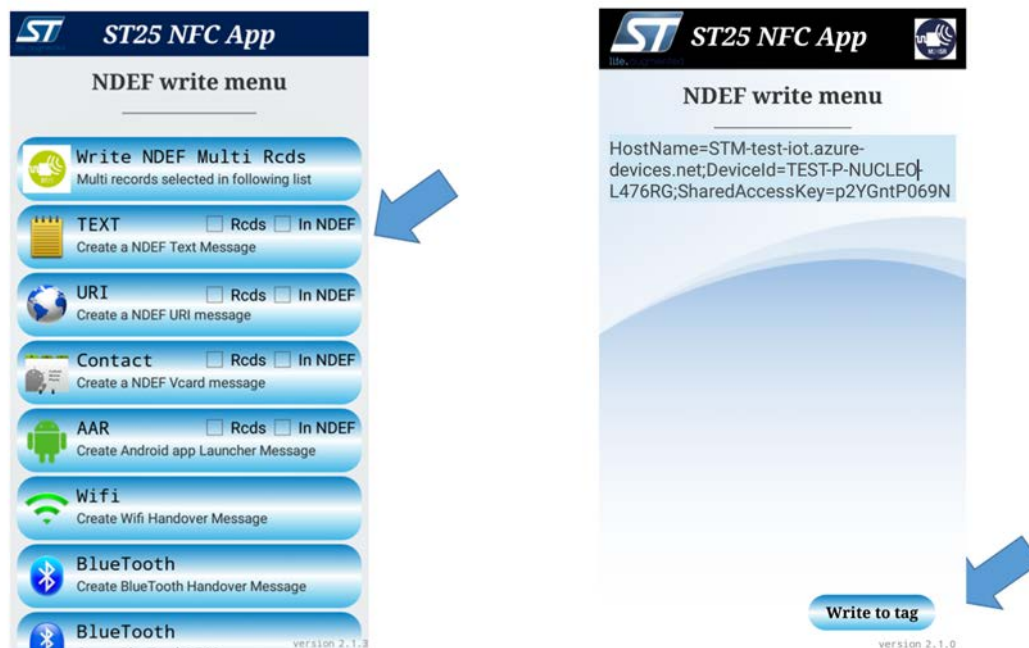 ST25 NFC App
NDEF write menu
Write NDEF Multi Rcds
Multi records selected in following list
TEXT Rcds In NDEF
Create a NDEF Text Message
URI Rcds In NDEF
Create a NDEF URI message
Contact Rcds In NDEF
Create a NDEF Vcard message
AAR Rcds In NDEF
Create Android app Launcher Message
Wifi
Create Wifi Handover Message
BlueTooth
Create BlueTooth Handover Message
BlueTooth
version 2.1.3
ST
life.augmented
ST25 NFC App
NDEF write menu
HostName=STM-test-iot.azure-
devices.net;DeviceId=TEST-P-NUCLEO-
L476RG;SharedAccessKey=p2YGntP069N
Write to tag
version 2.1.0